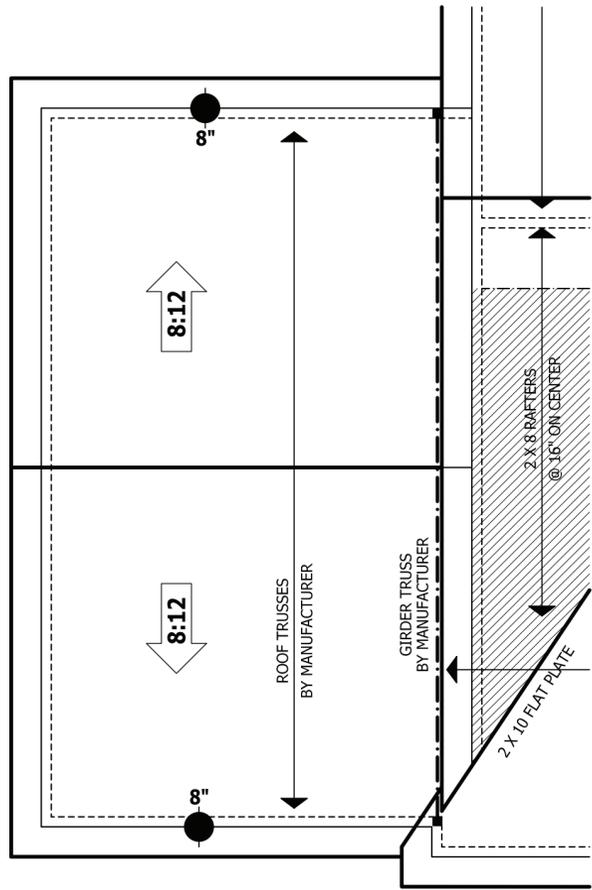 8"
8:12
2 X 8 RAFTERS
@ 16" ON CENTER
8:12
ROOF TRUSSES
BY MANUFACTURER
GIRDER TRUSS
BY MANUFACTURER
2 X 10 FLAT PLATE
8"